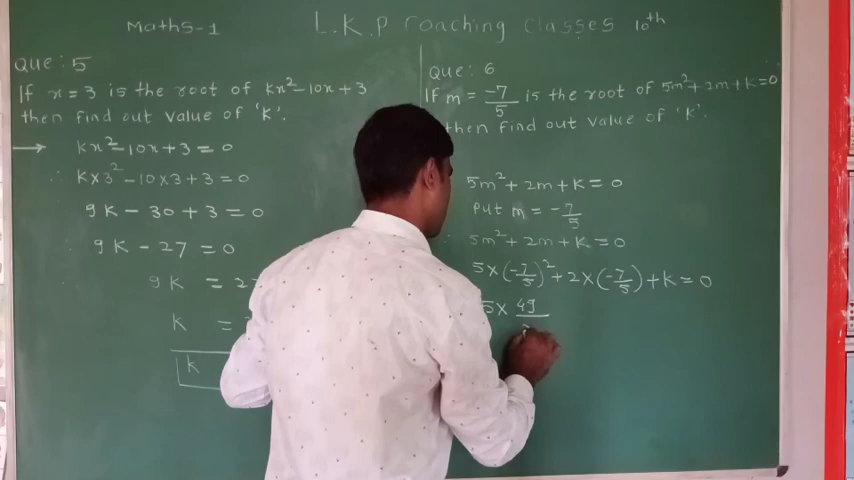 Maths-1 L.K.P roaching classes 10th
Que: 5
If x = 3 is the root of kx²-10x+3
then find out value of 'k'.
→ kx²-10x+3=0
∴ k×3²-10×3+3=0
9k-30+3=0
∴ 9k-27=0
9k = 2
k =
k
Que: 6
If m = -7/5 is the root of 5m²+2m+k=0
then find out value of 'k'.
5m²+2m+k=0
Put m = -7/5
∴ 5m²+2m+k=0
5×(-7/5)²+2×(-7/5)+k=0
5×49